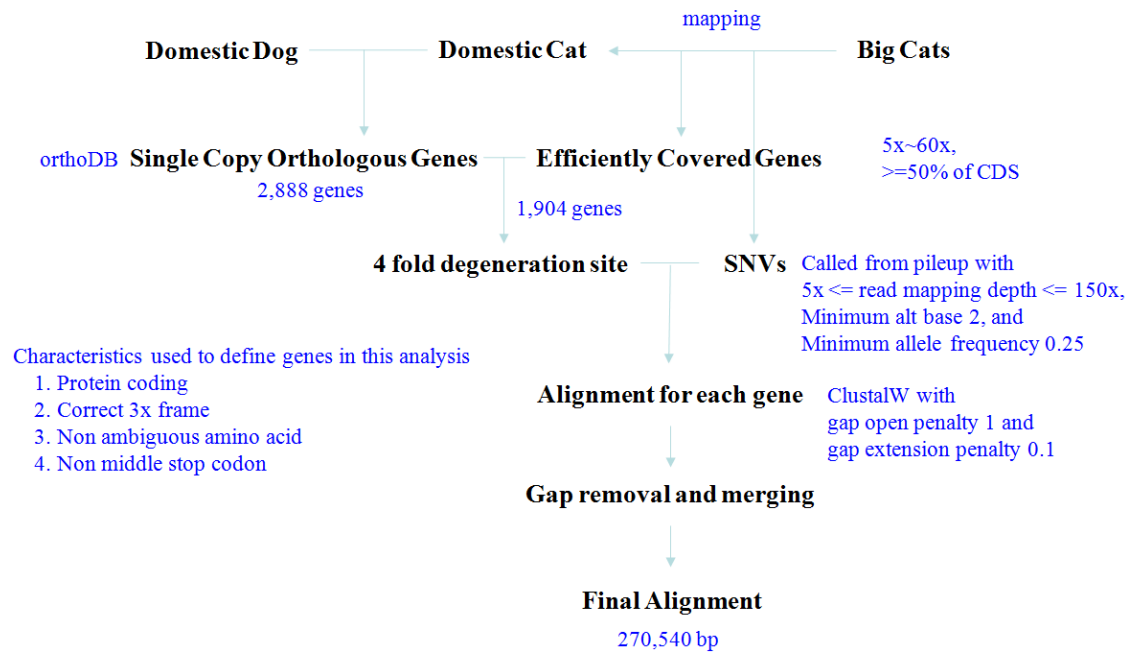 mapping
Domestic Dog
Domestic Cat
Big Cats
orthoDB
Single Copy Orthologous Genes
2,888 genes
Efficiently Covered Genes
5x~60x,
>=50% of CDS
1,904 genes
4 fold degeneration site
SNVs
Called from pileup with
5x <= read mapping depth <= 150x,
Minimum alt base 2, and
Minimum allele frequency 0.25
Characteristics used to define genes in this analysis
1. Protein coding
2. Correct 3x frame
3. Non ambiguous amino acid
4. Non middle stop codon
Alignment for each gene
ClustalW with
gap open penalty 1 and
gap extension penalty 0.1
Gap removal and merging
Final Alignment
270,540 bp